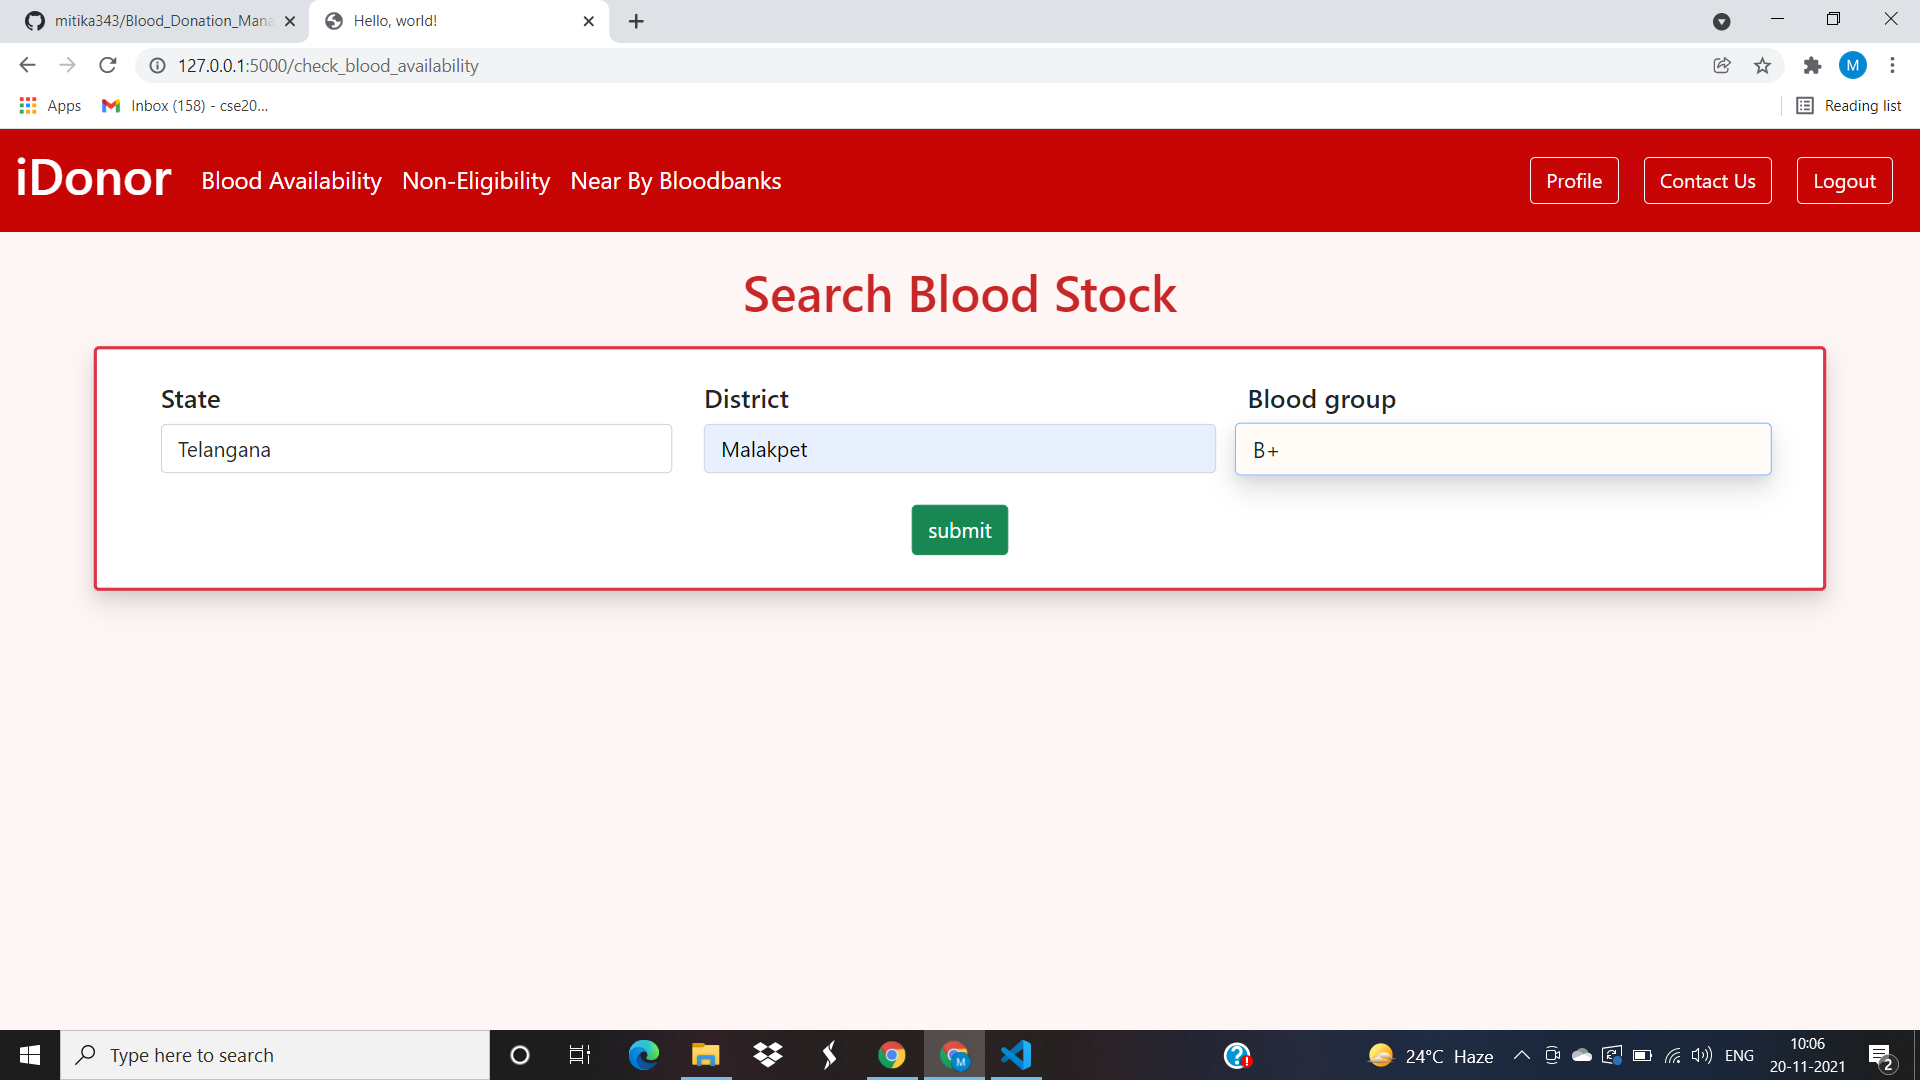 mitika343/Blood_Donation_Mana
Hello, world!
127.0.0.1:5000/check_blood_availability
M
Apps
Inbox (158) - cse20...
Reading list
iDonor
Blood Availability
Non-Eligibility
Near By Bloodbanks
Profile
Contact Us
Logout
Search Blood Stock
State
District
Blood group
Telangana
Malakpet
B+
submit
Type here to search
M
24°C Haze
ENG
10:06
20-11-2021
2